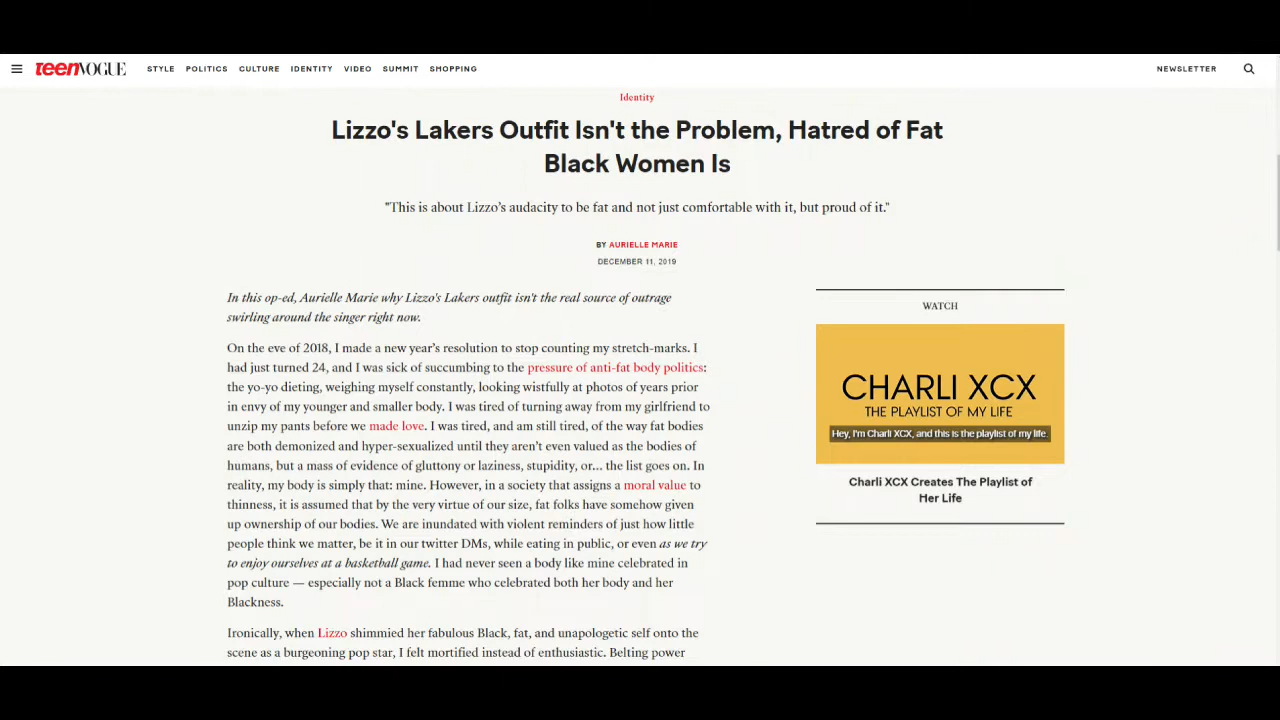 teenVOGUE STYLE POLITICS CULTURE IDENTITY VIDEO SUMMIT SHOPPING NEWSLETTER
Identity
Lizzo's Lakers Outfit Isn't the Problem, Hatred of Fat
Black Women Is
"This is about Lizzo’s audacity to be fat and not just comfortable with it, but proud of it."
BY AURIELLE MARIE
DECEMBER 11, 2019
In this op-ed, Aurielle Marie why Lizzo's Lakers outfit isn't the real source of outrage
swirling around the singer right now.
On the eve of 2018, I made a new year’s resolution to stop counting my stretch-marks. I
had just turned 24, and I was sick of succumbing to the pressure of anti-fat body politics:
the yo-yo dieting, weighing myself constantly, looking wistfully at photos of years prior
in envy of my younger and smaller body. I was tired of turning away from my girlfriend to
unzip my pants before we made love. I was tired, and am still tired, of the way fat bodies
are both demonized and hyper-sexualized until they aren’t even valued as the bodies of
humans, but a mass of evidence of gluttony or laziness, stupidity, or... the list goes on. In
reality, my body is simply that: mine. However, in a society that assigns a moral value to
thinness, it is assumed that by the very virtue of our size, fat folks have somehow given
up ownership of our bodies. We are inundated with violent reminders of just how little
people think we matter, be it in our twitter DMs, while eating in public, or even as we try
to enjoy ourselves at a basketball game. I had never seen a body like mine celebrated in
pop culture — especially not a Black femme who celebrated both her body and her
Blackness.
Ironically, when Lizzo shimmied her fabulous Black, fat, and unapologetic self onto the
scene as a burgeoning pop star, I felt mortified instead of enthusiastic. Belting power
WATCH
CHARLI XCX
THE PLAYLIST OF MY LIFE
Hey, I'm Charli XCX, and this is the playlist of my life.
Charli XCX Creates The Playlist of
Her Life